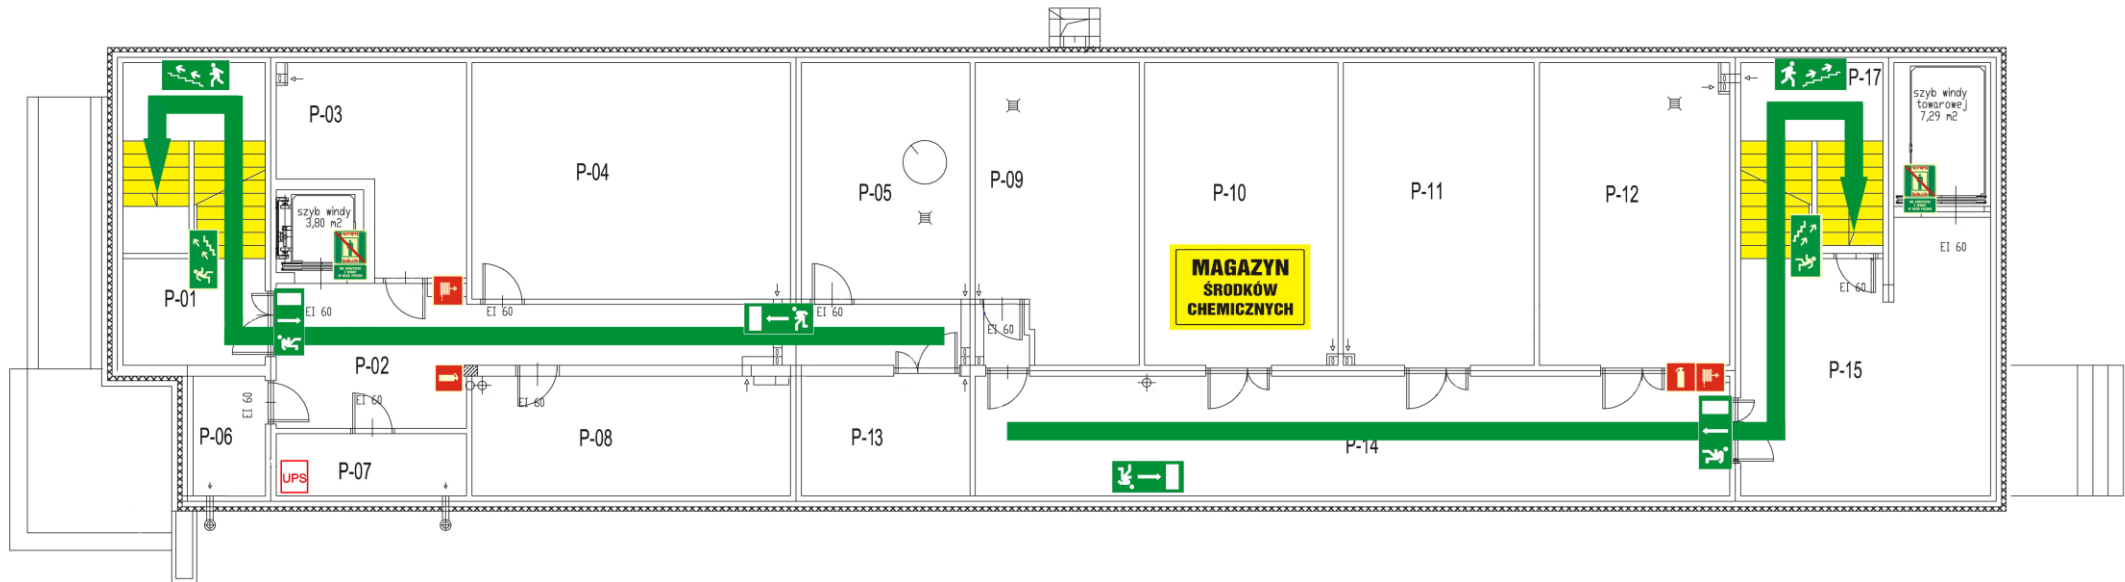 P-17
szyb windy
towarowej
7,29 m2
P-03
P-04
P-05
P-09
P-10
P-11
P-12
szyb windy
3,80 m2
EI 60
MAGAZYN
ŚRODKÓW
CHEMICZNYCH
P-01
EI 60
EI 60
EI 60
EI 60
EI 60
P-02
P-15
EI 60
EI 60
EI 60
P-06
P-08
P-13
P-14
P-07
UPS